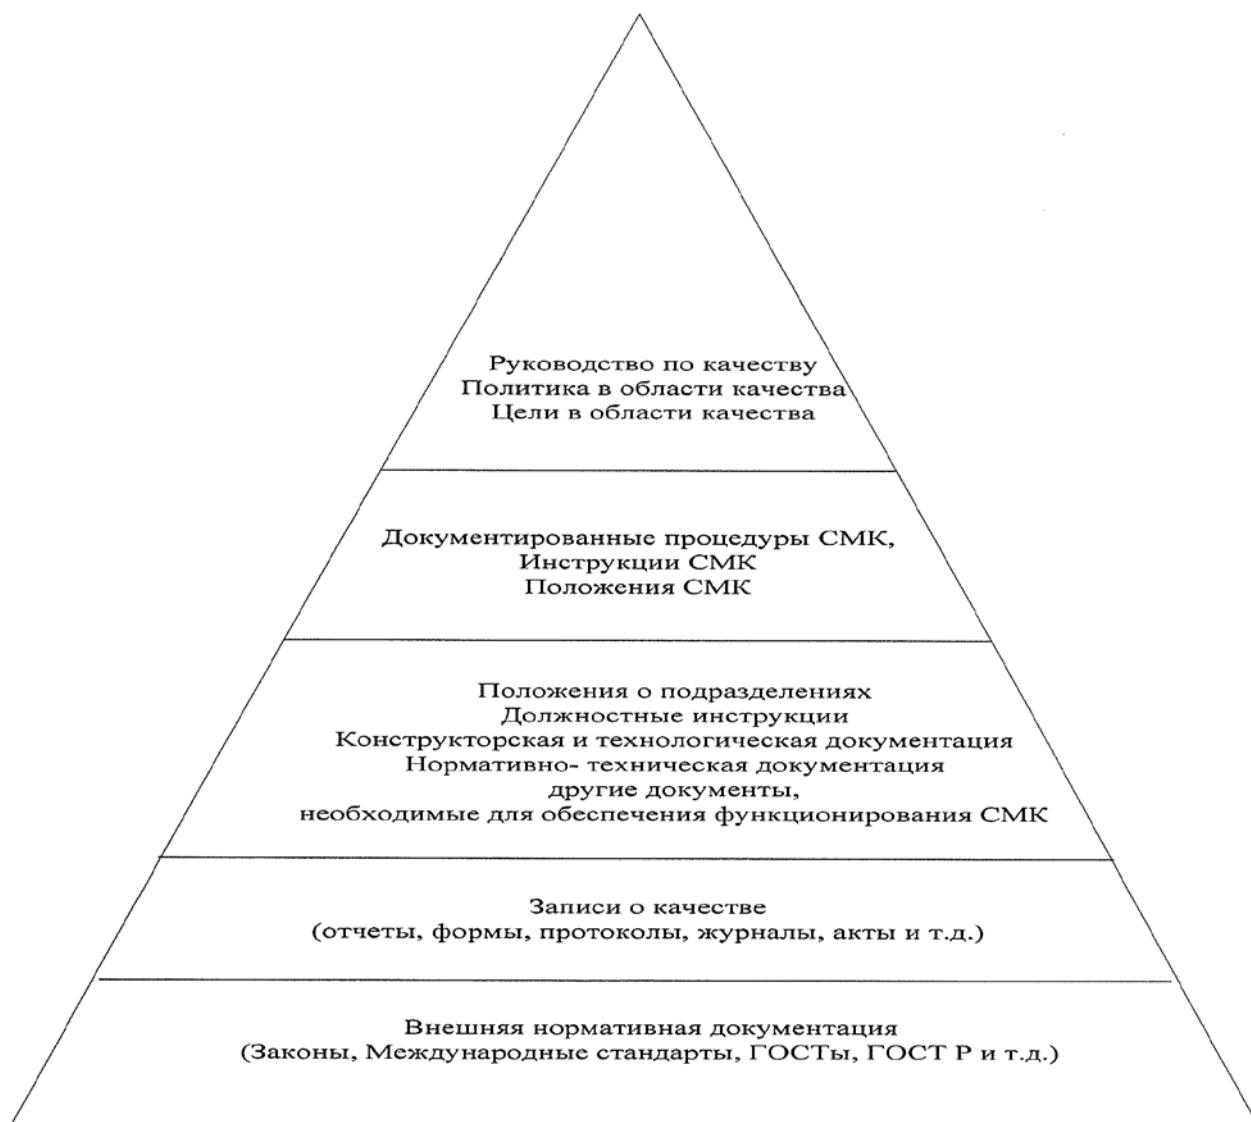 Руководство по качеству
Политика в области качества
Цели в области качества
Документированные процедуры СМК,
Инструкции СМК
Положения СМК
Положения о подразделениях
Должностные инструкции
Конструкторская и технологическая документация
Нормативно- техническая документация
другие документы,
необходимые для обеспечения функционирования СМК
Записи о качестве
(отчеты, формы, протоколы, журналы, акты и т.д.)
Внешняя нормативная документация
(Законы, Международные стандарты, ГОСТы, ГОСТ Р и т.д.)